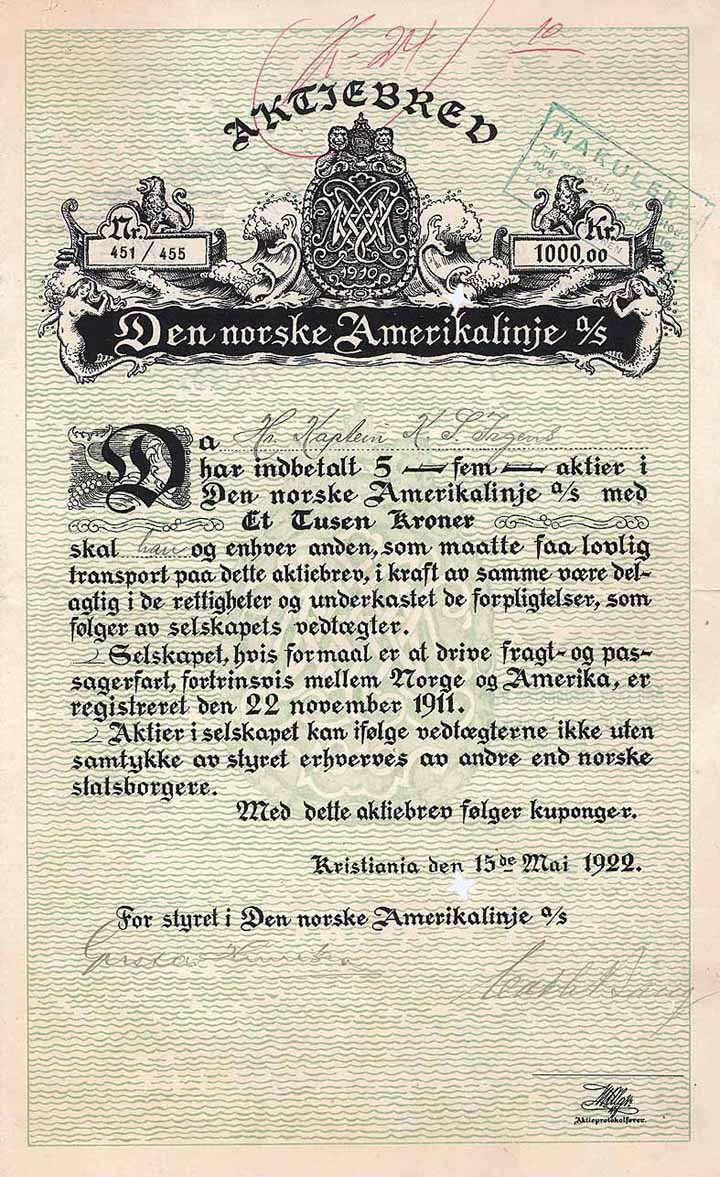 10
AKTIEBREV
MAKULER
Nr.
451 / 455
Kr
1000,00
1910
Den norske Amerikalinje a/s
Da Hr. Kaptein K. S. Irgens
har indbetalt 5 — fem — aktier i
Den norske Amerikalinje a/s med
Et Tusen Kroner
skal han og enhver anden, som maatte faa lovlig
transport paa dette aktiebrev, i kraft av samme være del-
agtig i de rettigheter og underkastet de forpligtelser, som
følger av selskapets vedtægter.
Selskapet, hvis formaal er at drive fragt- og pas-
sagerfart, fortrinsvis mellem Norge og Amerika, er
registreret den 22 november 1911.
Aktier i selskapet kan ifølge vedtægterne ikke uten
samtykke av styret erhverves av andre end norske
statsborgere.
Med dette aktiebrev følger kuponger.
Kristiania den 15de Mai 1922.
For styret i Den norske Amerikalinje a/s
Aktieprotokolfører.